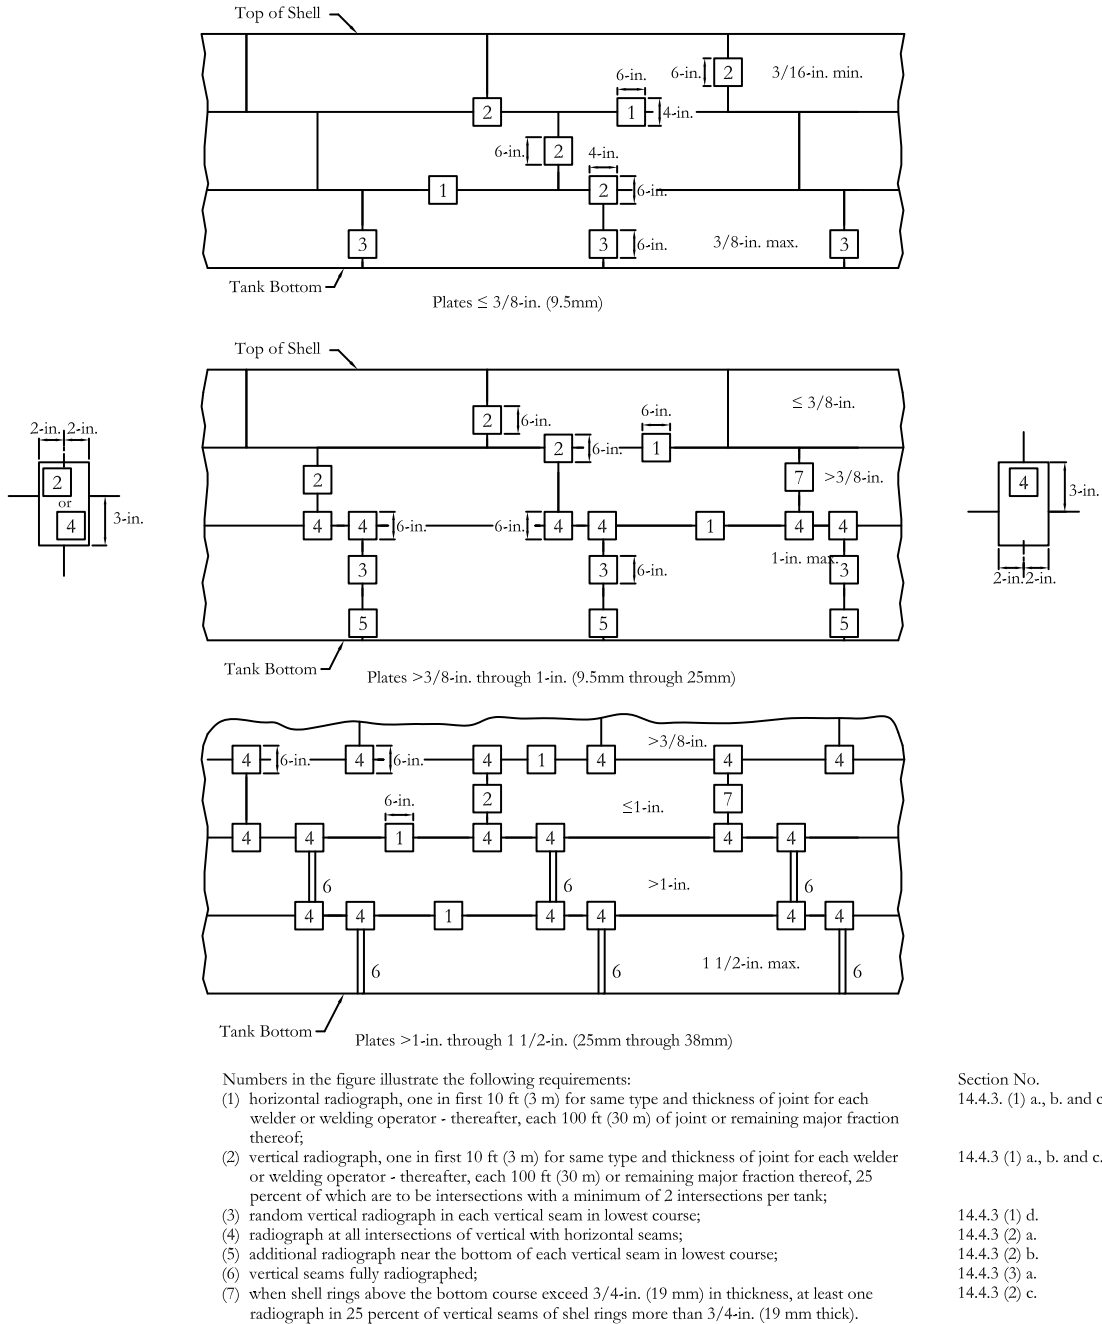 Top of Shell
6-in.
6-in.
2
3/16-in. min.
2
1
4-in.
6-in.
2
4-in.
1
2
6-in.
3
3
6-in.
3/8-in. max.
3
Tank Bottom
Plates ≤ 3/8-in. (9.5mm)
Top of Shell
≤ 3/8-in.
2
6-in.
6-in.
2
6-in.
1
2
7
>3/8-in.
4
4
6-in.
6-in.
4
4
1
4
4
1-in. max.
3
3
6-in.
3
5
5
5
Tank Bottom
Plates >3/8-in. through 1-in. (9.5mm through 25mm)
2-in.
2-in.
2
or
4
3-in.
4
3-in.
2-in.
2-in.
>3/8-in.
4
6-in.
4
6-in.
4
1
4
4
4
6-in.
2
≤1-in.
7
4
4
1
4
4
4
4
6
6
>1-in.
6
4
4
1
4
4
4
4
6
6
1 1/2-in. max.
6
Tank Bottom
Plates >1-in. through 1 1/2-in. (25mm through 38mm)
Numbers in the figure illustrate the following requirements: Section No.
(1) horizontal radiograph, one in first 10 ft (3 m) for same type and thickness of joint for each 14.4.3. (1) a., b. and c
welder or welding operator - thereafter, each 100 ft (30 m) of joint or remaining major fraction
thereof;
(2) vertical radiograph, one in first 10 ft (3 m) for same type and thickness of joint for each welder 14.4.3 (1) a., b. and c.
or welding operator - thereafter, each 100 ft (30 m) or remaining major fraction thereof, 25
percent of which are to be intersections with a minimum of 2 intersections per tank;
(3) random vertical radiograph in each vertical seam in lowest course; 14.4.3 (1) d.
(4) radiograph at all intersections of vertical with horizontal seams; 14.4.3 (2) a.
(5) additional radiograph near the bottom of each vertical seam in lowest course; 14.4.3 (2) b.
(6) vertical seams fully radiographed; 14.4.3 (3) a.
(7) when shell rings above the bottom course exceed 3/4-in. (19 mm) in thickness, at least one 14.4.3 (2) c.
radiograph in 25 percent of vertical seams of shel rings more than 3/4-in. (19 mm thick).